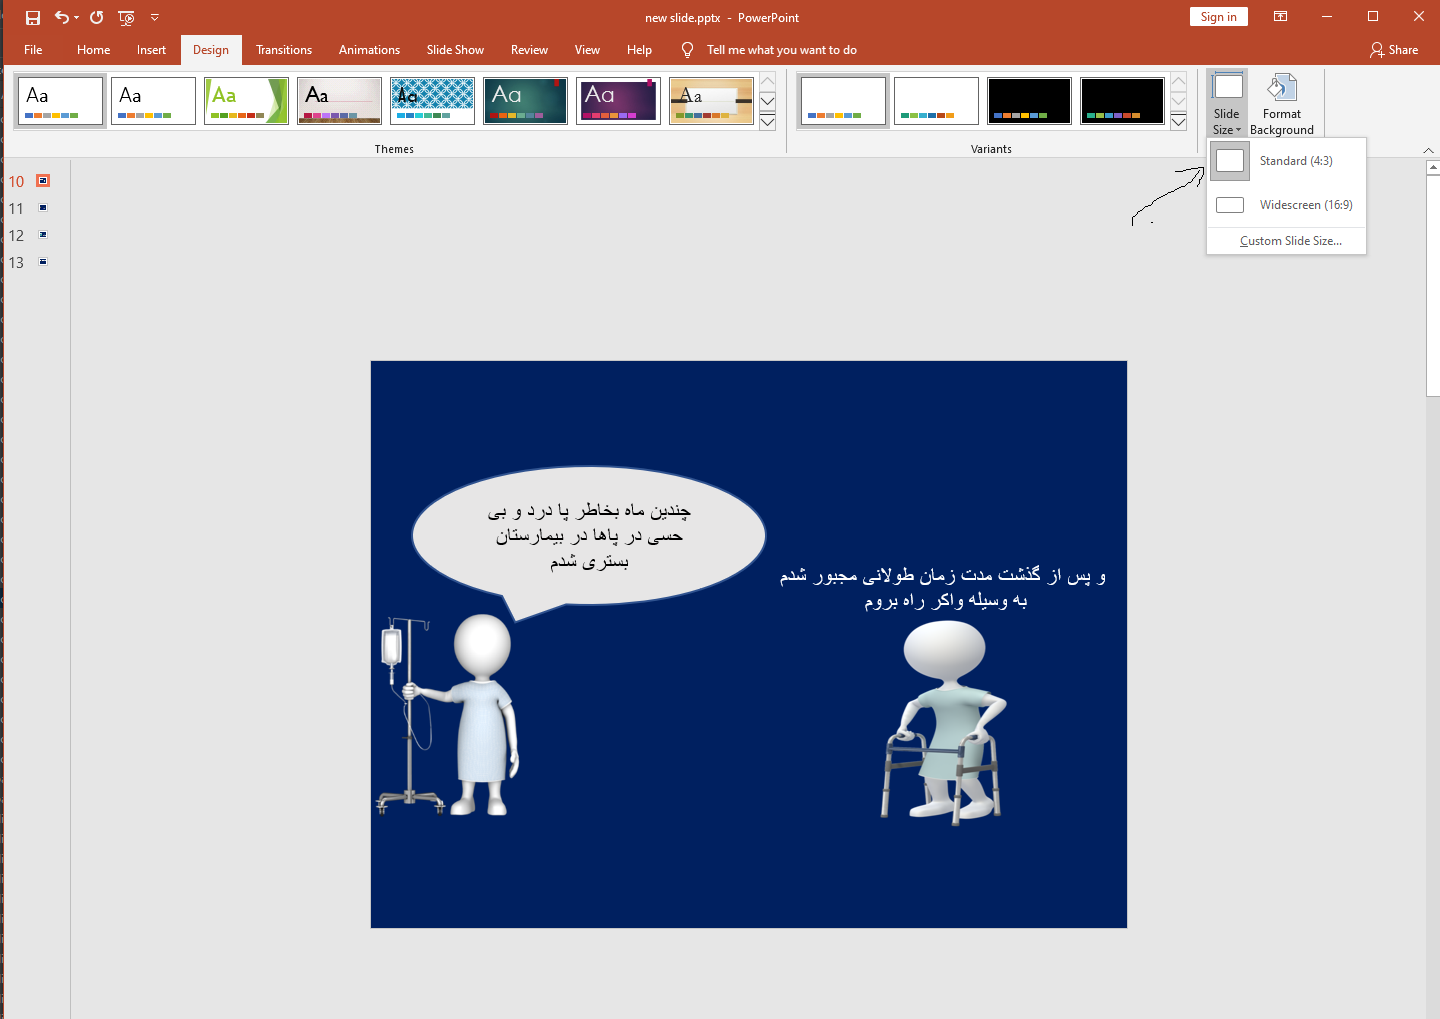 new slide.pptx - PowerPoint
Sign in
File Home Insert Design Transitions Animations Slide Show Review View Help Tell me what you want to do Share
Aa Aa Aa Aa Aa Aa Aa Aa
Slide Size
Format Background
Themes
Variants
Standard (4:3)
Widescreen (16:9)
Custom Slide Size...
10
11
12
13
چندین ماه بخاطر پا درد و بی
حسی در پاها در بیمارستان
بستری شدم
و پس از گذشت مدت زمان طولانی مجبور شدم
به وسیله واکر راه بروم